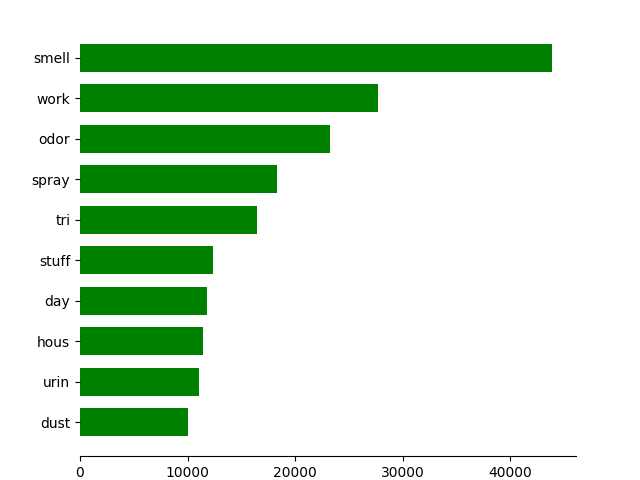 smell
work
odor
spray
tri
stuff
day
hous
urin
dust
0 10000 20000 30000 40000